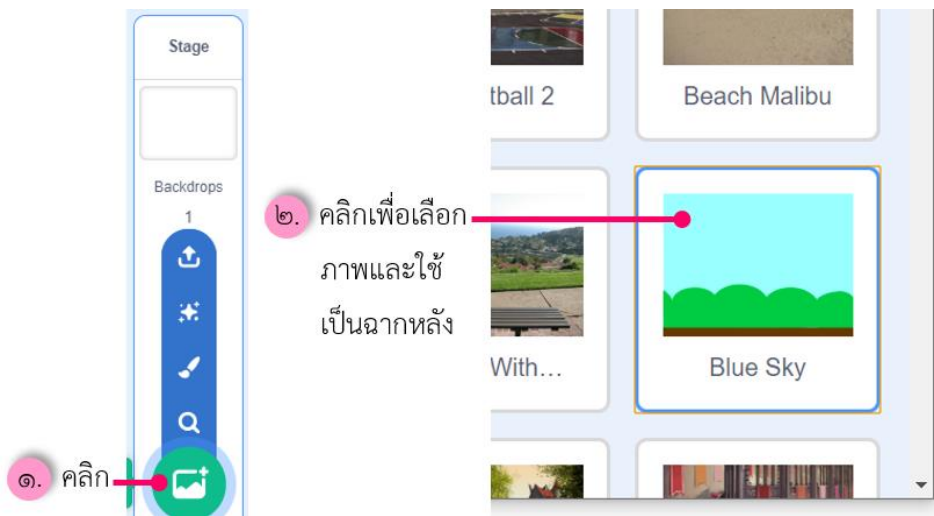 Stage
Backdrops
1
๑. คลิก
๒. คลิกเพื่อเลือก
ภาพและใช้
เป็นฉากหลัง
tball 2
Beach Malibu
With…
Blue Sky